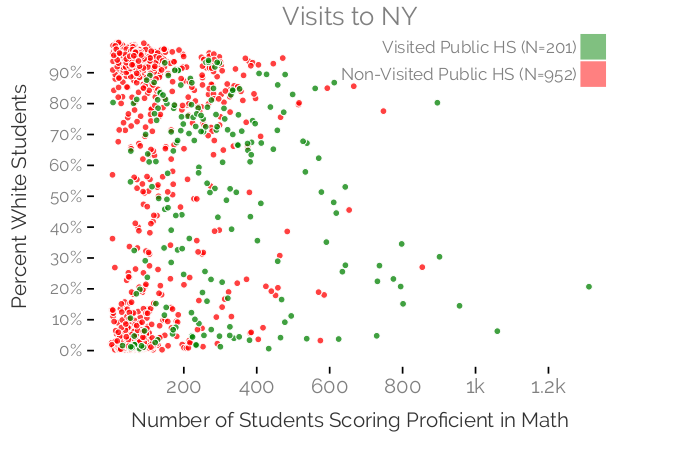 Visits to NY
Visited Public HS (N=201)
Non-Visited Public HS (N=952)
Percent White Students
90%
80%
70%
60%
50%
40%
30%
20%
10%
0%
200
400
600
800
1k
1.2k
Number of Students Scoring Proficient in Math